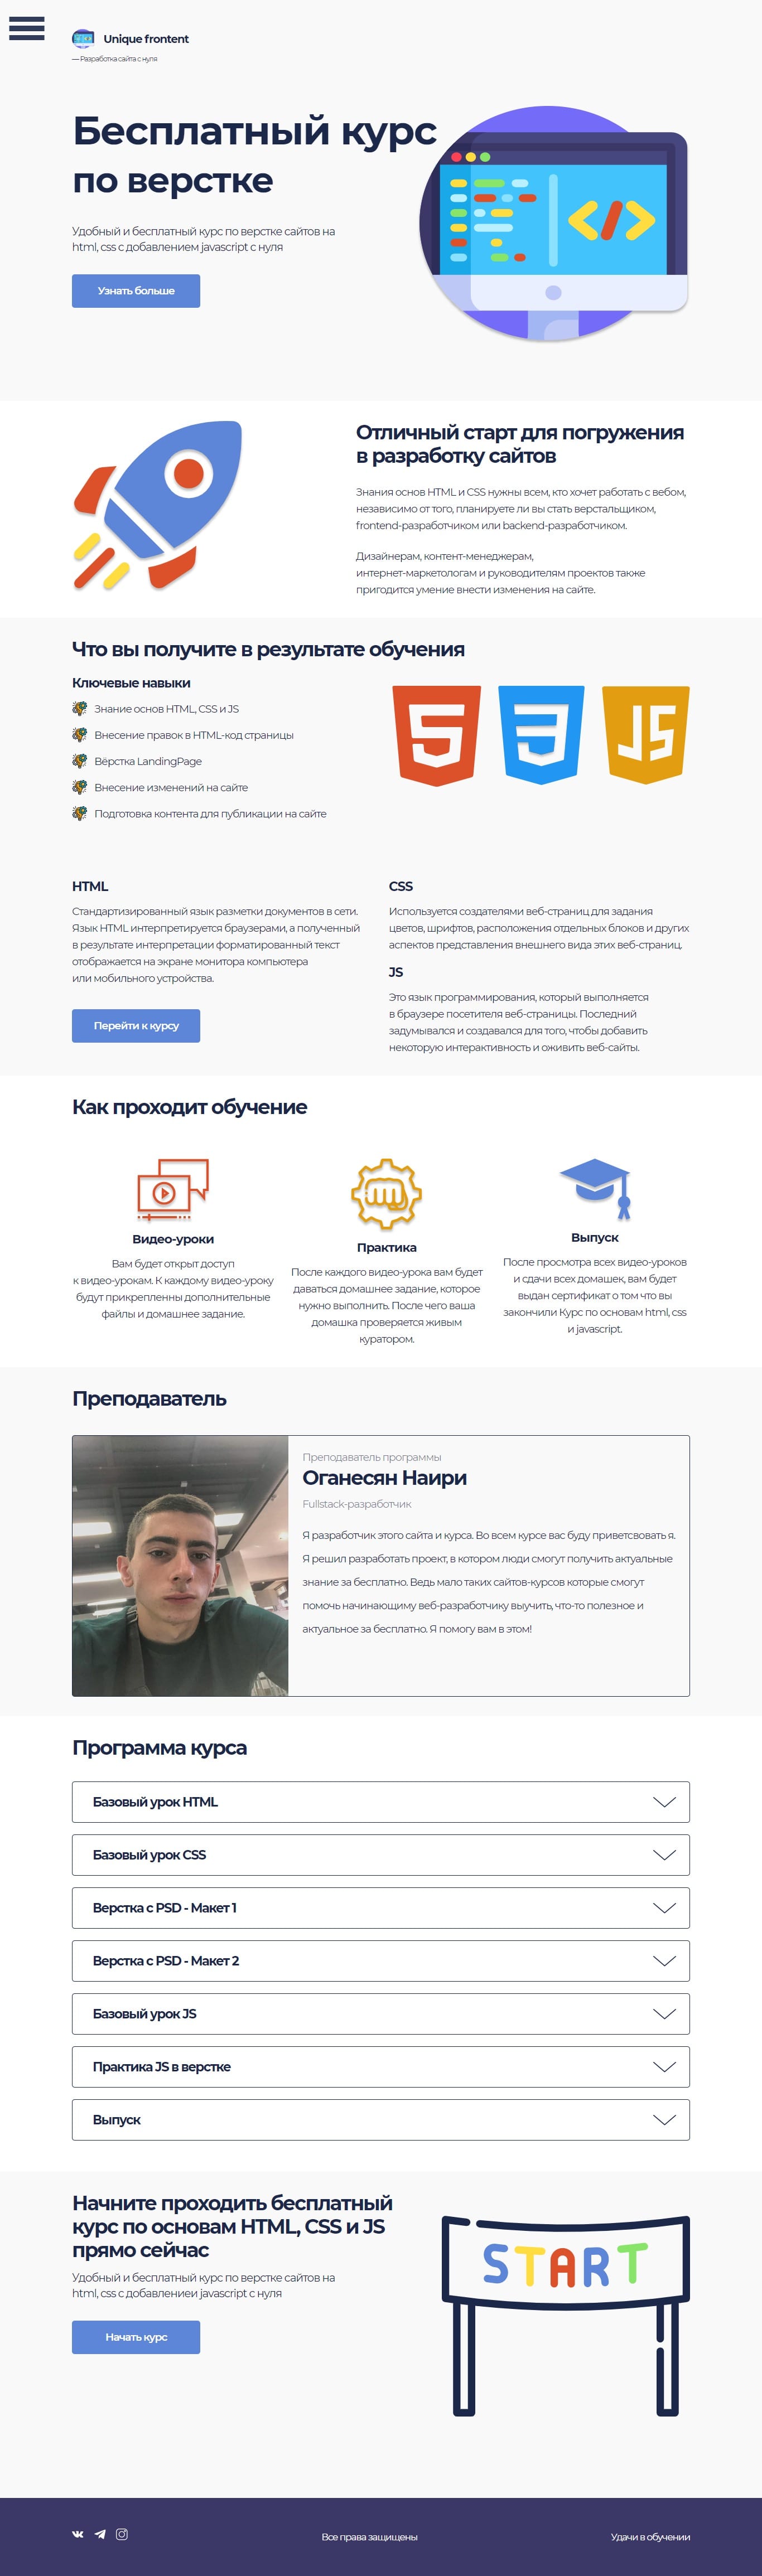 Unique frontent
— Разработка сайта с нуля
Бесплатный курс
по верстке
Удобный и бесплатный курс по верстке сайтов на
html, css с добавлением javascript с нуля
Узнать больше
</>
Отличный старт для погружения
в разработку сайтов
Знания основ HTML и CSS нужны всем, кто хочет работать с вебом,
независимо от того, планируете ли вы стать верстальщиком,
frontend-разработчиком или backend-разработчиком.
Дизайнерам, контент-менеджерам,
интернет-маркетологам и руководителям проектов также
пригодится умение внести изменения на сайте.
Что вы получите в результате обучения
Ключевые навыки
Знание основ HTML, CSS и JS
Внесение правок в HTML-код страницы
Вёрстка LandingPage
Внесение изменений на сайте
Подготовка контента для публикации на сайте
5
3
JS
HTML
Стандартизированный язык разметки документов в сети.
Язык HTML интерпретируется браузерами, а полученный
в результате интерпретации форматированный текст
отображается на экране монитора компьютера
или мобильного устройства.
Перейти к курсу
CSS
Используется создателями веб-страниц для задания
цветов, шрифтов, расположения отдельных блоков и других
аспектов представления внешнего вида этих веб-страниц.
JS
Это язык программирования, который выполняется
в браузере посетителя веб-страницы. Последний
задумывался и создавался для того, чтобы добавить
некоторую интерактивность и оживить веб-сайты.
Как проходит обучение
Видео-уроки
Вам будет открыт доступ
к видео-урокам. К каждому видео-уроку
будут прикрепленны дополнительные
файлы и домашнее задание.
Практика
После каждого видео-урока вам будет
даваться домашнее задание, которое
нужно выполнить. После чего ваша
домашка проверяется живым
куратором.
Выпуск
После просмотра всех видео-уроков
и сдачи всех домашек, вам будет
выдан сертификат о том что вы
закончили Курс по основам html, css
и javascript.
Преподаватель
Преподаватель программы
Оганесян Наири
Fullstack-разработчик
Я разработчик этого сайта и курса. Во всем курсе вас буду приветсвовать я.
Я решил разработать проект, в котором люди смогут получить актуальные
знание за бесплатно. Ведь мало таких сайтов-курсов которые смогут
помочь начинающиму веб-разработчику выучить, что-то полезное и
актуальное за бесплатно. Я помогу вам в этом!
Программа курса
Базовый урок HTML
Базовый урок CSS
Верстка с PSD - Макет 1
Верстка с PSD - Макет 2
Базовый урок JS
Практика JS в верстке
Выпуск
Начните проходить бесплатный
курс по основам HTML, CSS и JS
прямо сейчас
Удобный и бесплатный курс по верстке сайтов на
html, css с добавлениеи javascript с нуля
Начать курс
START
Все права защищены
Удачи в обучении